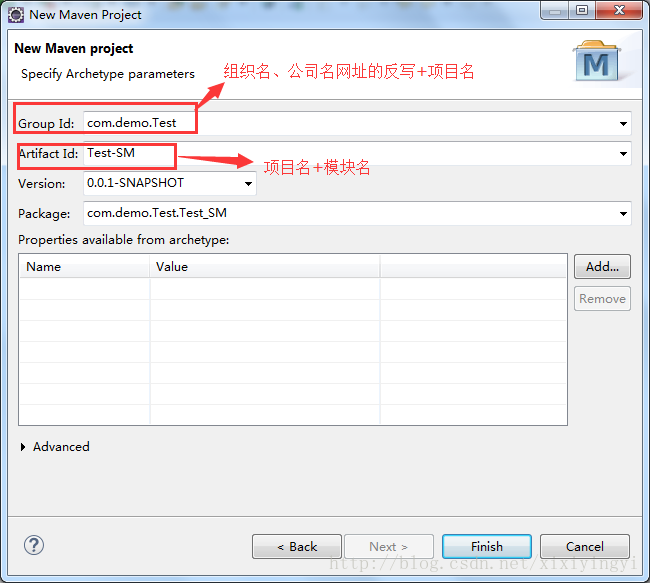 New Maven Project
New Maven project
Specify Archetype parameters
组织名、公司名网址的反写+项目名
M
Group Id: com.demo.Test
Artifact Id: Test-SM
项目名+模块名
Version: 0.0.1-SNAPSHOT
Package: com.demo.Test.Test_SM
Properties available from archetype:
Name Value
Add...
Remove
Advanced
?
< Back Next > Finish Cancel
http://blog.csdn.net/xixiyingyi